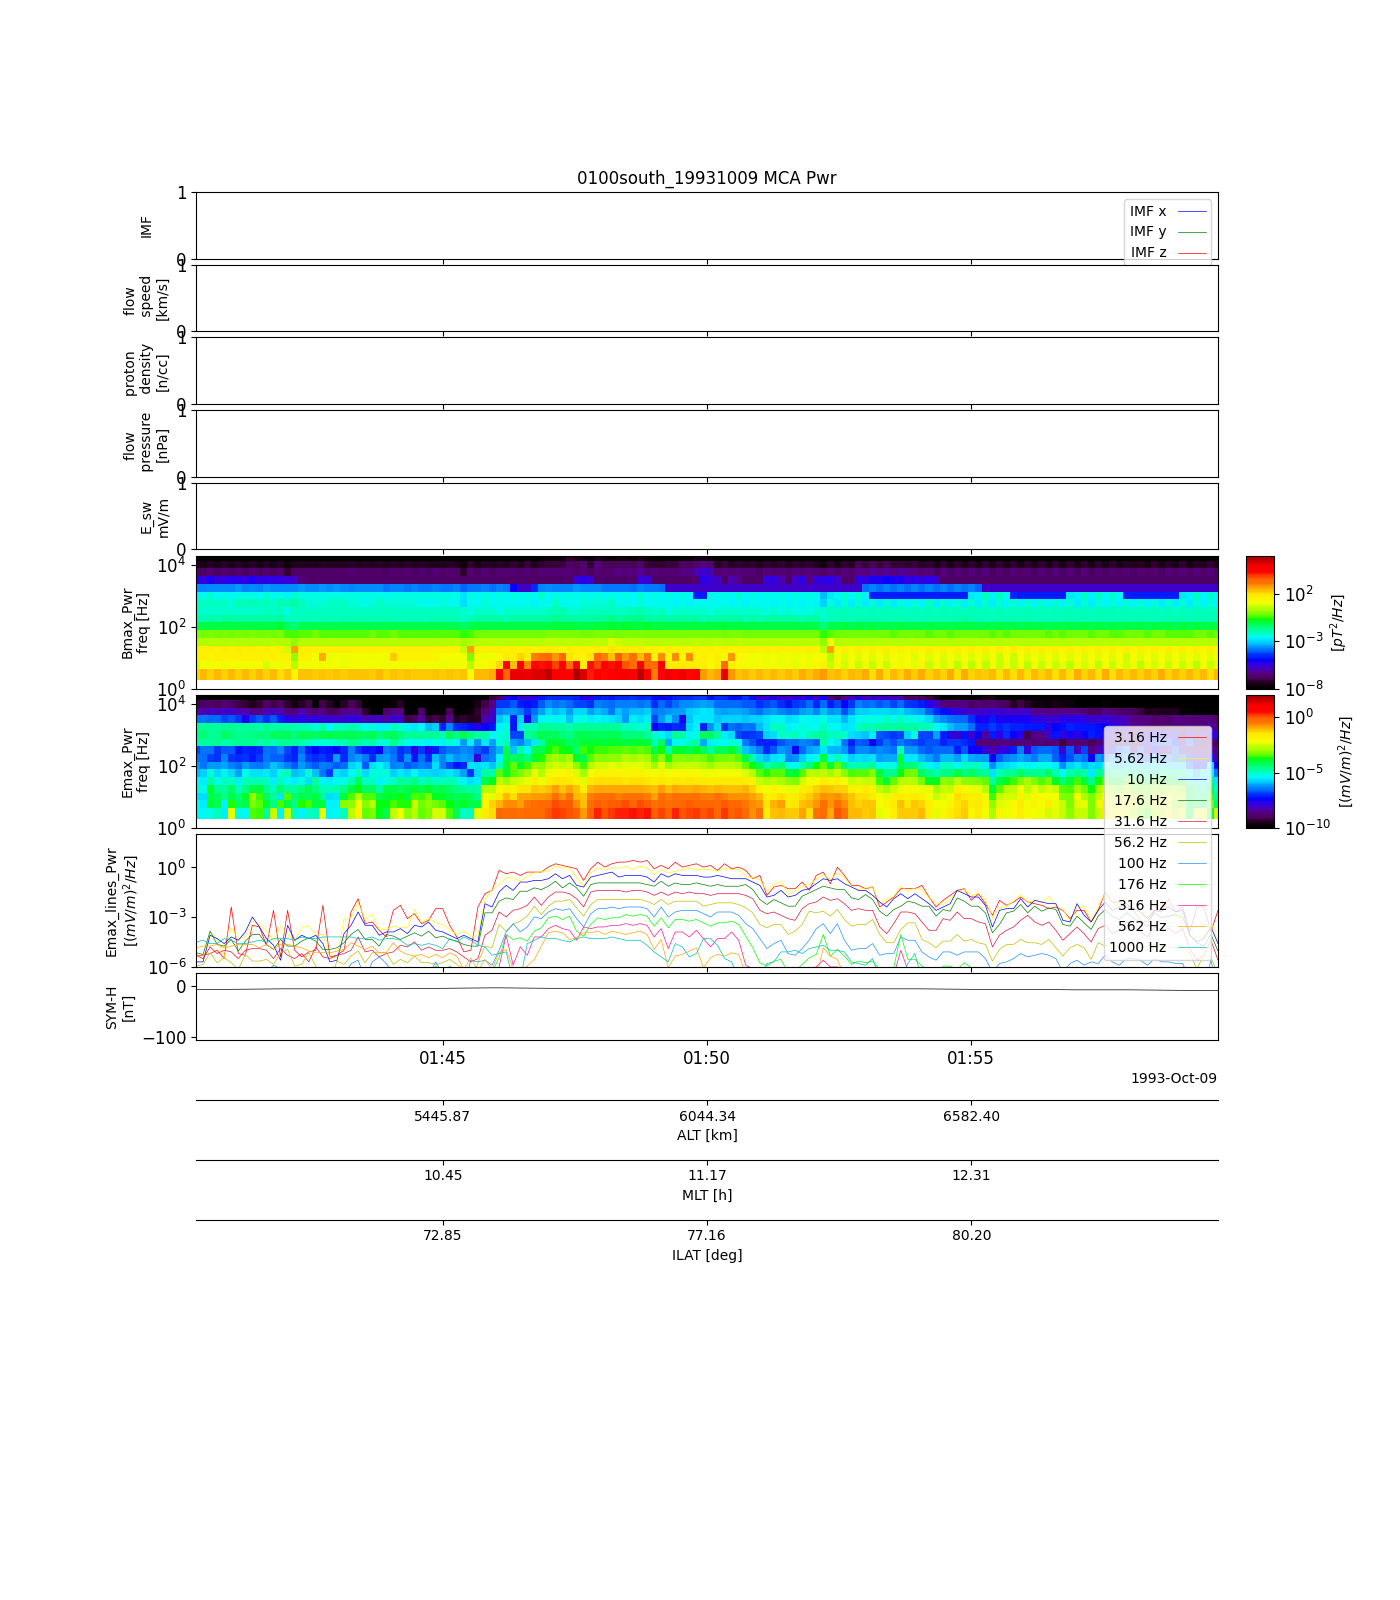 0100south_19931009 MCA Pwr
1
0
IMF
IMF x
IMF y
IMF z
1
0
flow
speed
[km/s]
1
0
proton
density
[n/cc]
1
0
flow
pressure
[nPa]
1
0
E_sw
mV/m
10^4
10^2
10^0
Bmax_Pwr
freq [Hz]
10^2
10^-3
10^-8
[pT^2/Hz]
10^4
10^2
10^0
Emax_Pwr
freq [Hz]
10^0
10^-5
10^-10
[(mV/m)^2/Hz]
3.16 Hz
5.62 Hz
10 Hz
17.6 Hz
31.6 Hz
56.2 Hz
100 Hz
176 Hz
316 Hz
562 Hz
1000 Hz
10^0
10^-3
10^-6
Emax_lines_Pwr
[(mV/m)^2/Hz]
0
−100
SYM-H
[nT]
01:45 01:50 01:55
1993-Oct-09
5445.87 6044.34 6582.40
ALT [km]
10.45 11.17 12.31
MLT [h]
72.85 77.16 80.20
ILAT [deg]